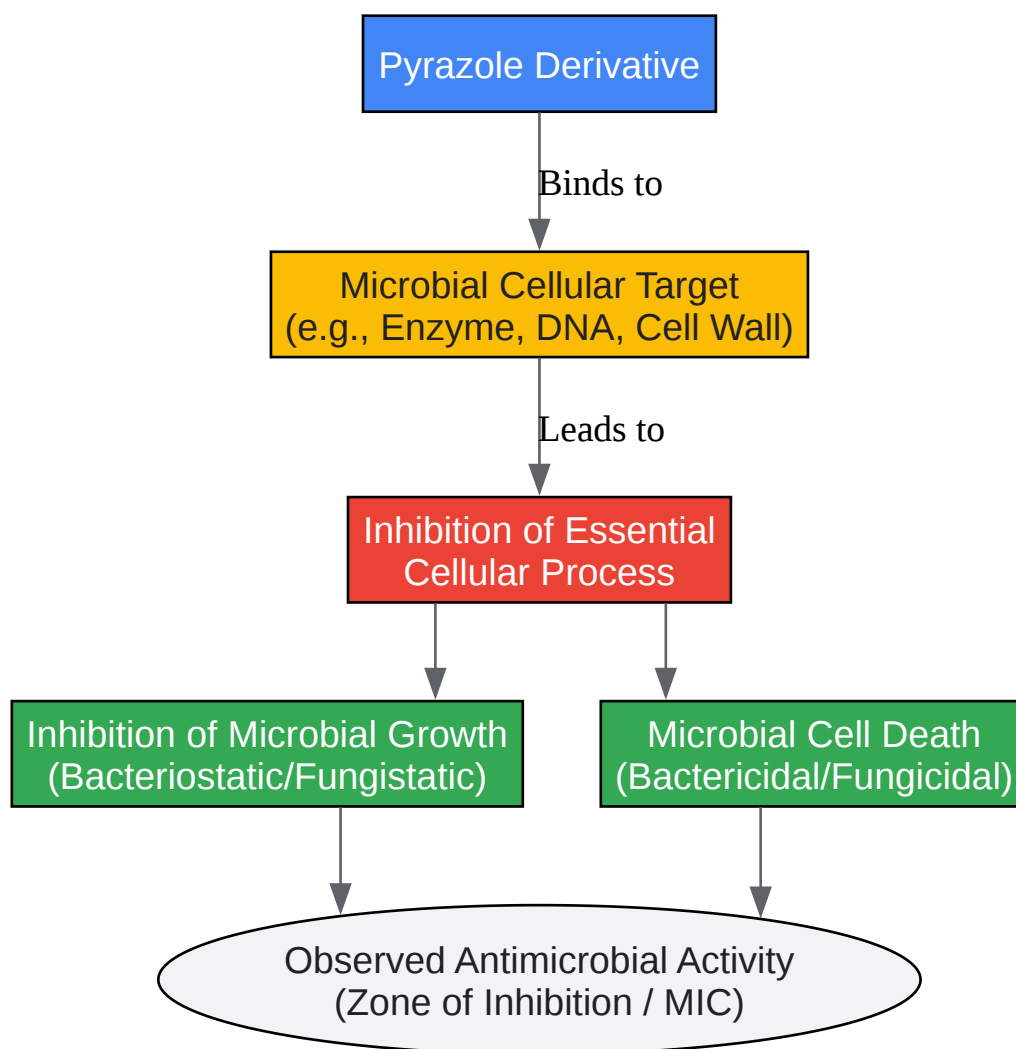 Pyrazole Derivative
Binds to
Microbial Cellular Target
(e.g., Enzyme, DNA, Cell Wall)
Leads to
Inhibition of Essential
Cellular Process
Inhibition of Microbial Growth
(Bacteriostatic/Fungistatic)
Microbial Cell Death
(Bactericidal/Fungicidal)
Observed Antimicrobial Activity
(Zone of Inhibition / MIC)